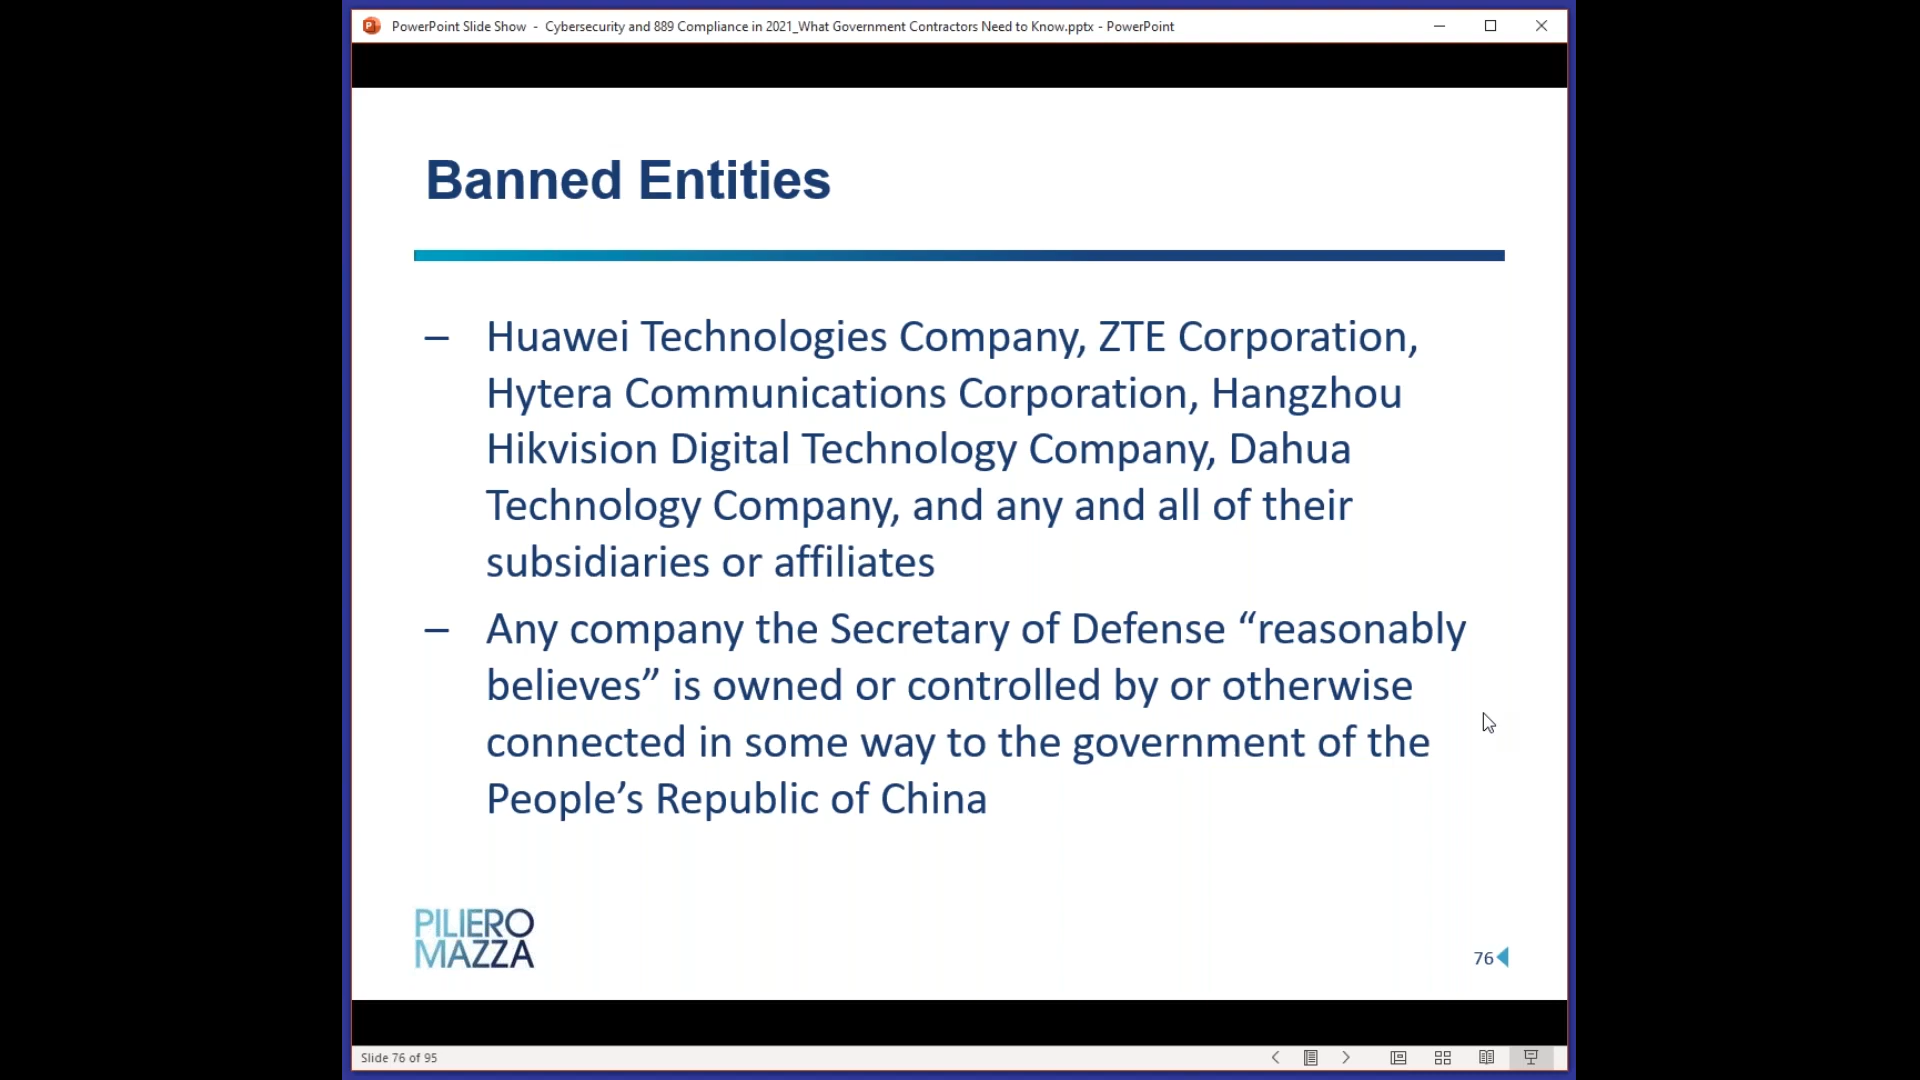 PowerPoint Slide Show - Cybersecurity and 889 Compliance in 2021_What Government Contractors Need to Know.pptx - PowerPoint
Banned Entities
– Huawei Technologies Company, ZTE Corporation,
Hytera Communications Corporation, Hangzhou
Hikvision Digital Technology Company, Dahua
Technology Company, and any and all of their
subsidiaries or affiliates
– Any company the Secretary of Defense “reasonably
believes” is owned or controlled by or otherwise
connected in some way to the government of the
People’s Republic of China
PILIERO
MAZZA
76
Slide 76 of 95